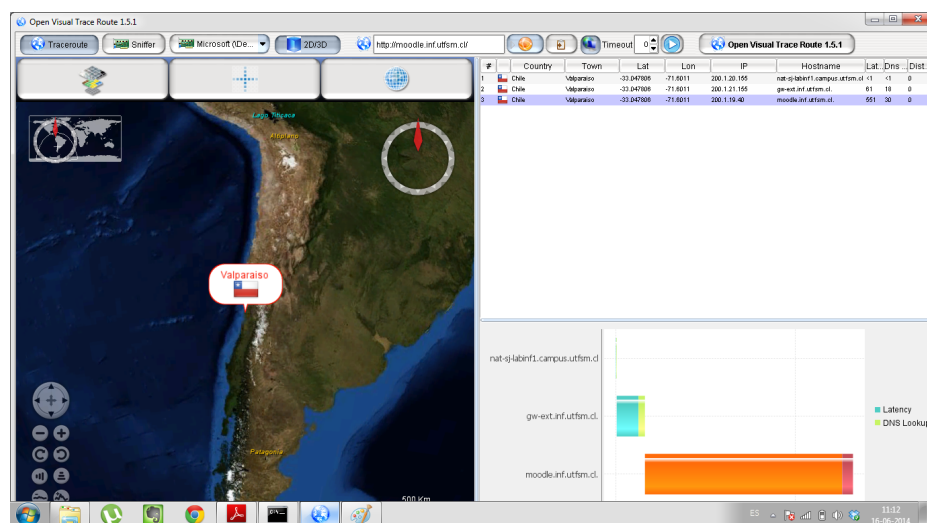 Open Visual Trace Route 1.5.1
Traceroute
Sniffer
Microsoft (\De...
2D/3D
http://moodle.inf.utfsm.cl/
Timeout
0
Open Visual Trace Route 1.5.1
# Country Town Lat Lon IP Hostname Lat... Dns ... Dist...
1 Chile Valparaiso -33.047806 -71.6011 200.1.20.155 nat-sj-labinf1.campus.utfsm.cl <1 <1 0
2 Chile Valparaiso -33.047806 -71.6011 200.1.21.155 gw-ext.inf.utfsm.cl. 61 18 0
3 Chile Valparaiso -33.047806 -71.6011 200.1.19.40 moodle.inf.utfsm.cl. 551 30 0
Lago Titicaca
Altiplano
Valparaiso
Patagonia
500 Km
nat-sj-labinf1.campus.utfsm.cl
gw-ext.inf.utfsm.cl.
moodle.inf.utfsm.cl.
Latency
DNS Lookup
ES
11:12
16-06-2014